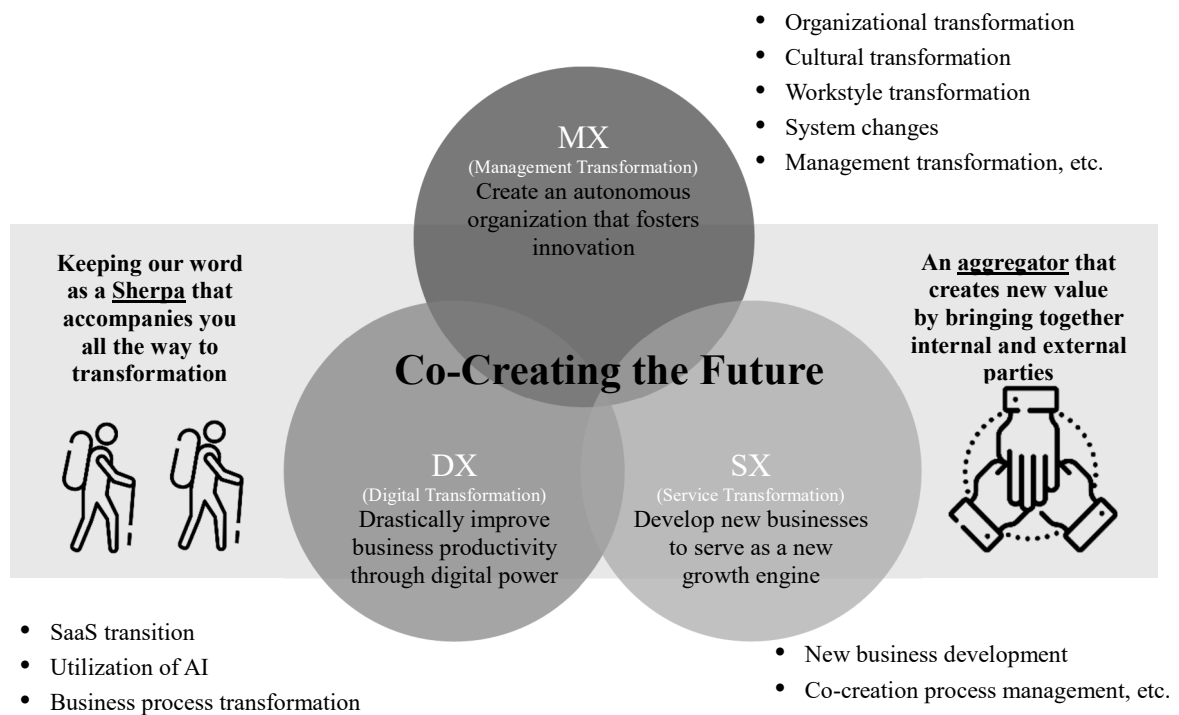 • Organizational transformation
• Cultural transformation
• Workstyle transformation
• System changes
• Management transformation, etc.
MX
(Management Transformation)
Create an autonomous
organization that fosters
innovation
Keeping our word
as a Sherpa that
accompanies you
all the way to
transformation
An aggregator that
creates new value
by bringing together
internal and external
parties
Co-Creating the Future
DX
(Digital Transformation)
Drastically improve
business productivity
through digital power
SX
(Service Transformation)
Develop new businesses
to serve as a new
growth engine
• SaaS transition
• Utilization of AI
• Business process transformation
• New business development
• Co-creation process management, etc.